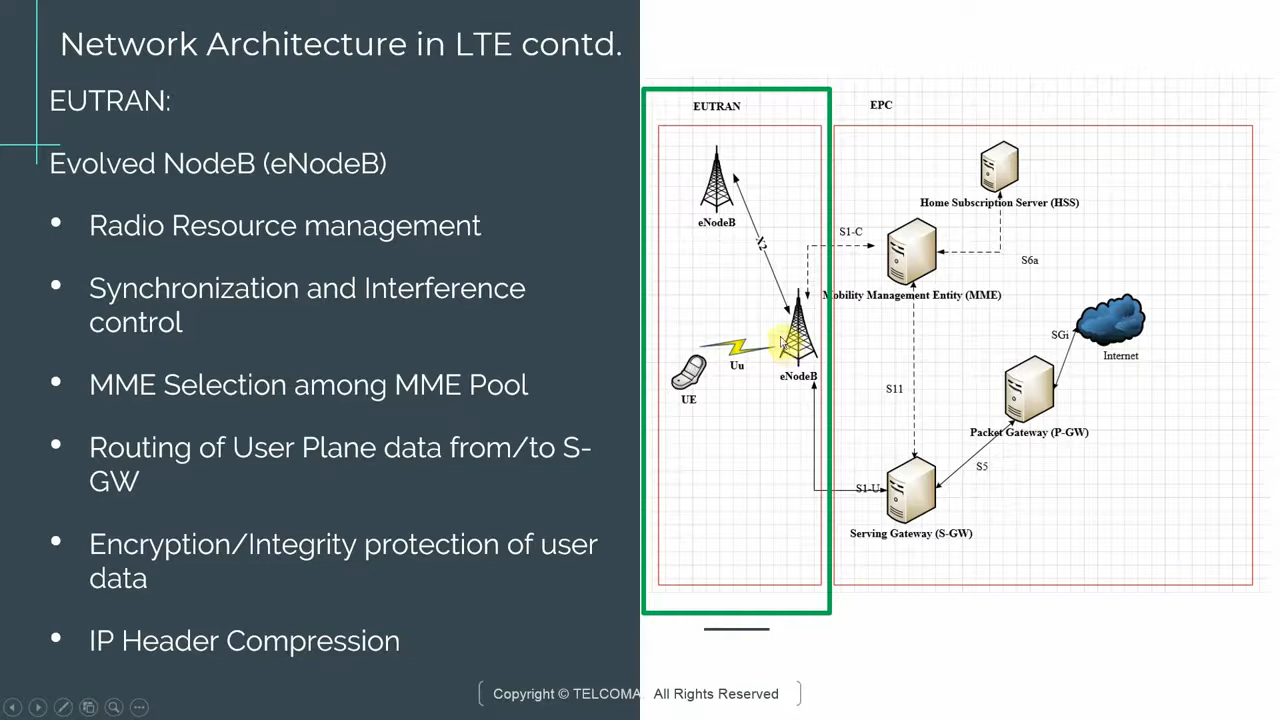 Network Architecture in LTE contd.
EUTRAN:
Evolved NodeB (eNodeB)
• Radio Resource management
• Synchronization and Interference
control
• MME Selection among MME Pool
• Routing of User Plane data from/to S-
GW
• Encryption/Integrity protection of user
data
• IP Header Compression
EUTRAN
EPC
eNodeB
Home Subscription Server (HSS)
X2
S1-C
S6a
Mobility Management Entity (MME)
SGi
Internet
Uu
eNodeB
UE
S11
Packet Gateway (P-GW)
S5
S1-U
Serving Gateway (S-GW)
Copyright © TELCOMA All Rights Reserved